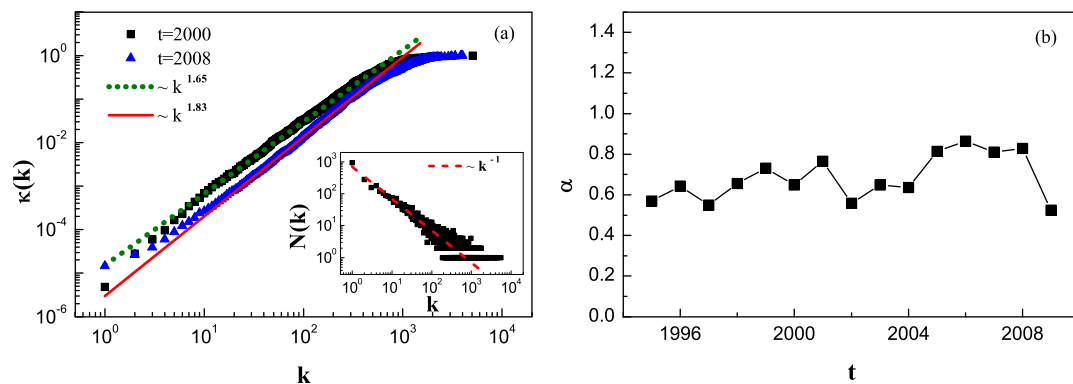 (a)
t=2000
t=2008
~ k 1.65
~ k 1.83
10^0
10^-2
10^-4
10^-6
κ(k)
10^0 10^1 10^2 10^3 10^4
k
~ k -1
10^3
10^2
10^1
10^0
N(k)
10^0 10^1 10^2 10^3 10^4
k
(b)
1.4
1.2
1.0
0.8
0.6
0.4
0.2
0.0
α
1996 2000 2004 2008
t